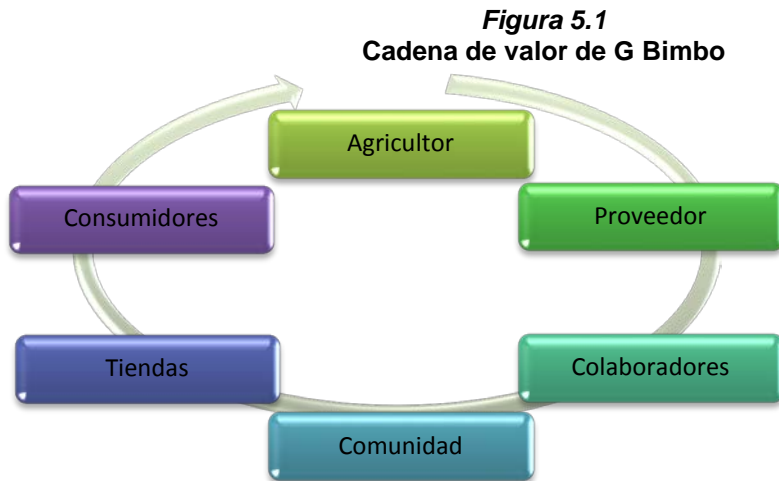 Figura 5.1
Cadena de valor de G Bimbo
Agricultor
Proveedor
Colaboradores
Comunidad
Tiendas
Consumidores